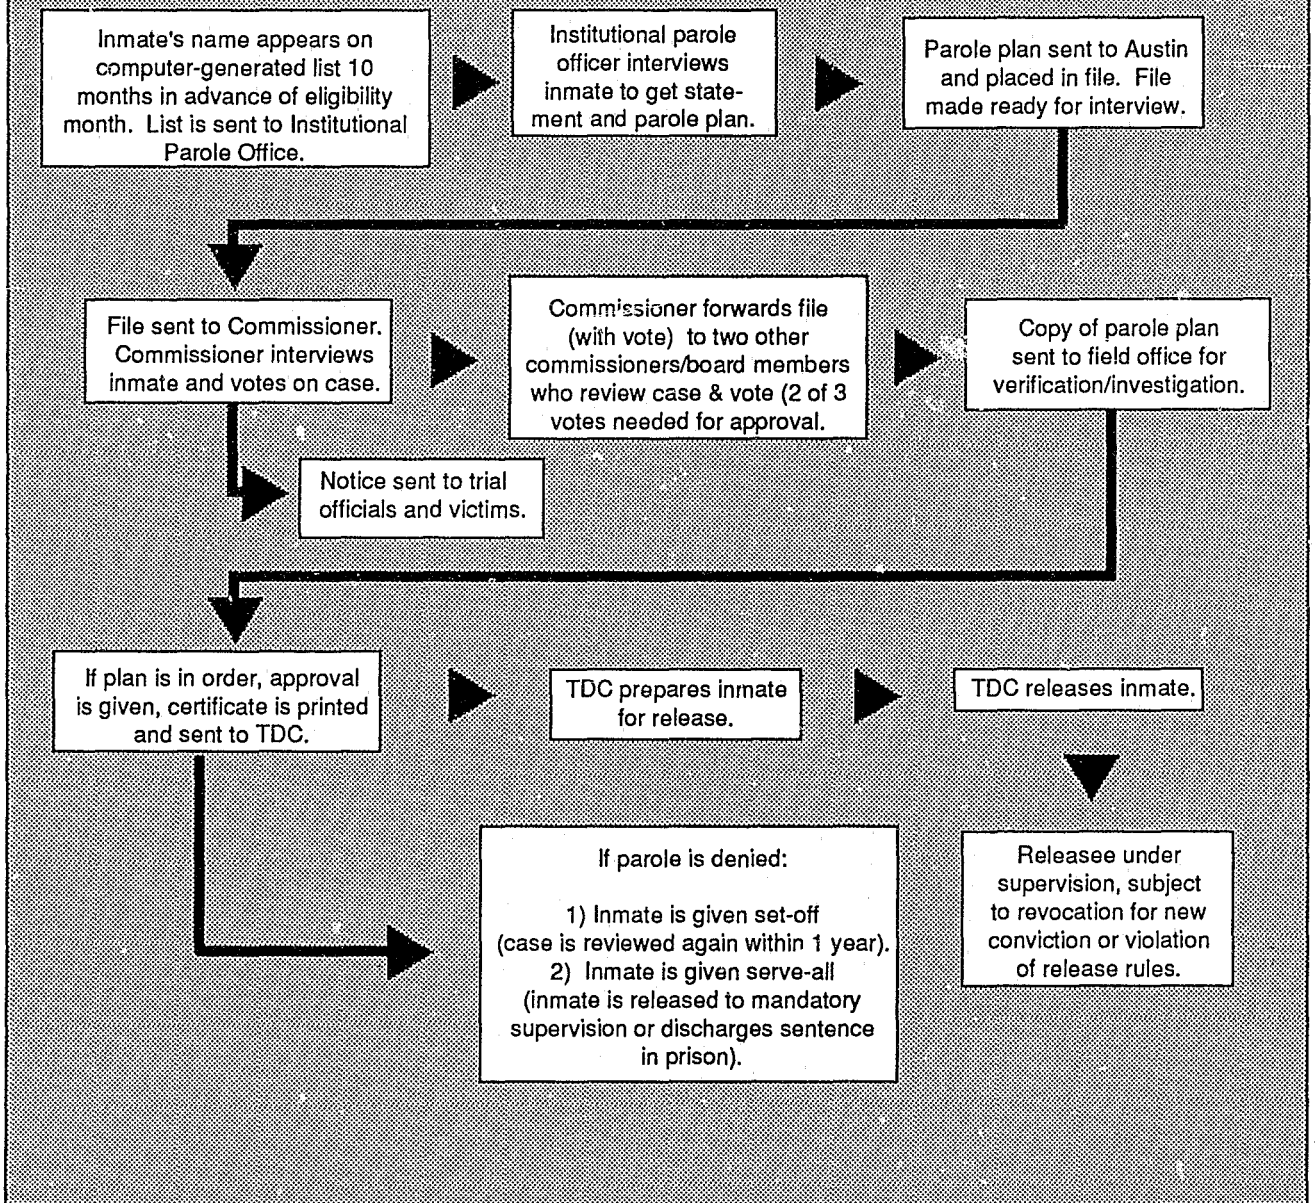 Inmate's name appears on
computer-generated list 10
months in advance of eligibility
month. List is sent to Institutional
Parole Office.
Institutional parole
officer interviews
inmate to get state-
ment and parole plan.
Parole plan sent to Austin
and placed in file. File
made ready for interview.
File sent to Commissioner.
Commissioner interviews
inmate and votes on case.
Commissioner forwards file
(with vote) to two other
commissioners/board members
who review case & vote (2 of 3
votes needed for approval.
Copy of parole plan
sent to field office for
verification/investigation.
Notice sent to trial
officials and victims.
If plan is in order, approval
is given, certificate is printed
and sent to TDC.
TDC prepares inmate
for release.
TDC releases inmate.
If parole is denied:
1) Inmate is given set-off
(case is reviewed again within 1 year).
2) Inmate is given serve-all
(inmate is released to mandatory
supervision or discharges sentence
in prison).
Releasee under
supervision, subject
to revocation for new
conviction or violation
of release rules.